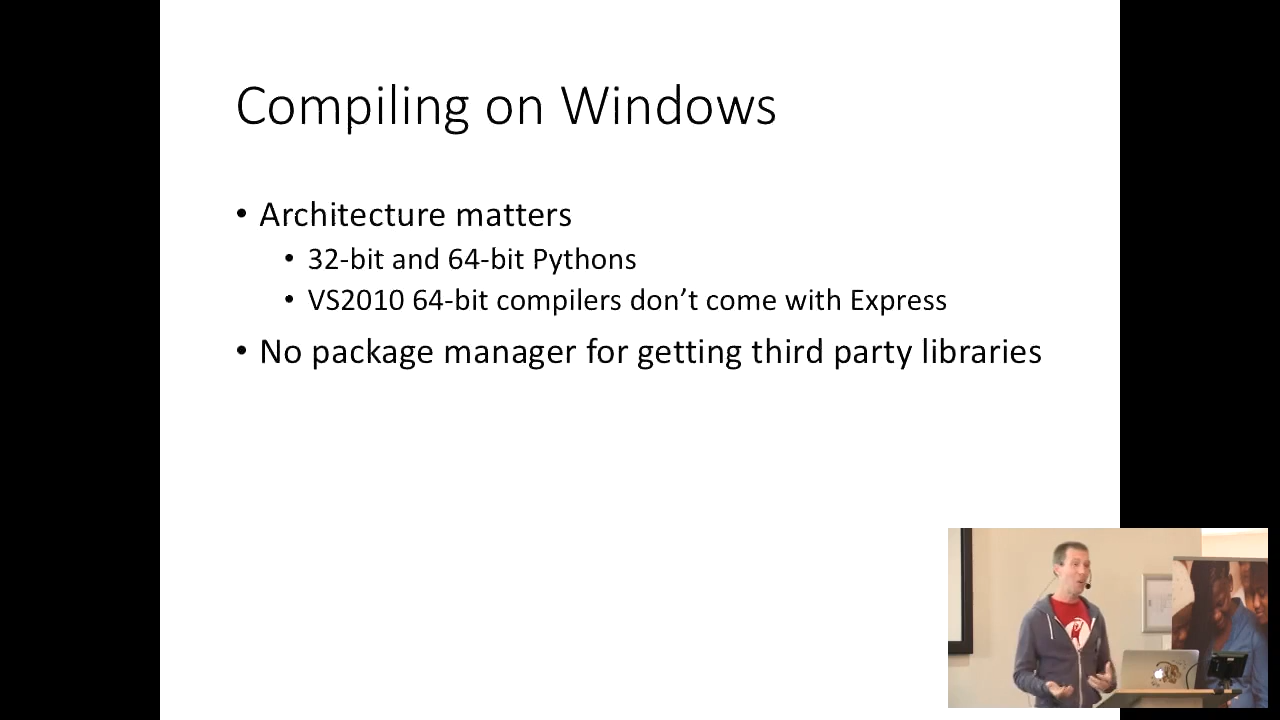 Compiling on Windows
• Architecture matters
• 32-bit and 64-bit Pythons
• VS2010 64-bit compilers don’t come with Express
• No package manager for getting third party libraries